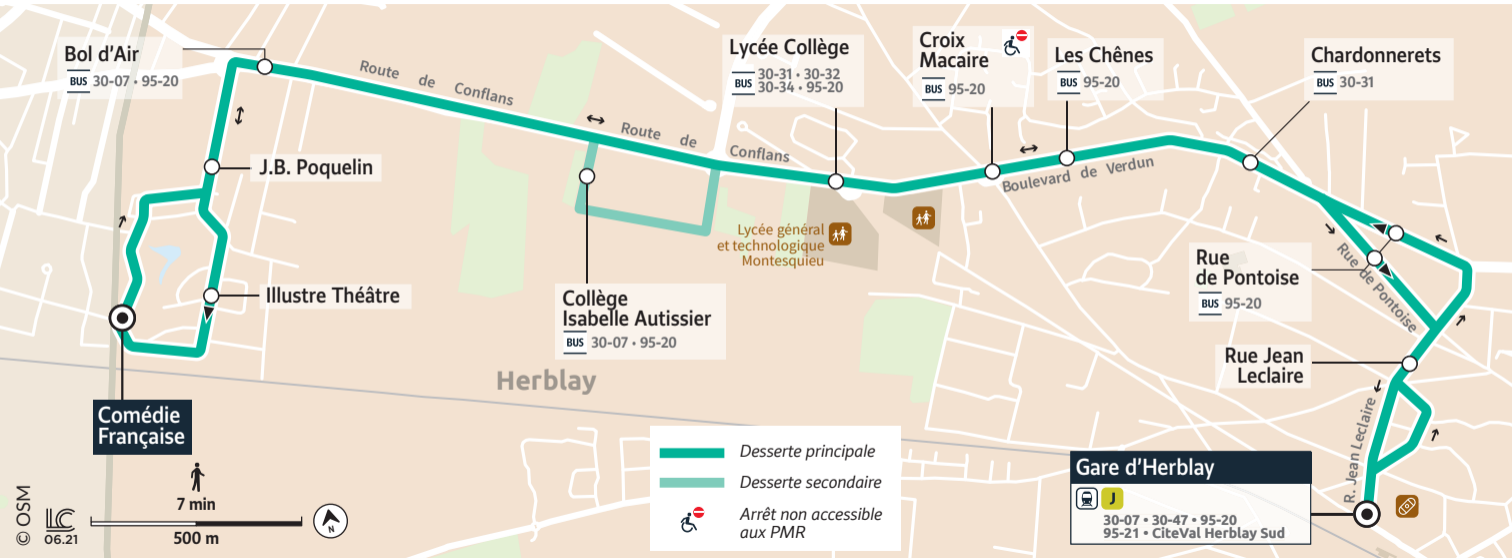 Bol d'Air
BUS 30-07 • 95-20
Route de Conflans
J.B. Poquelin
Illustre Théâtre
Comédie
Française
Route de Conflans
Collège
Isabelle Autissier
BUS 30-07 • 95-20
Herblay
Lycée Collège
BUS 30-31 • 30-32
30-34 • 95-20
Lycée général
et technologique
Montesquieu
Croix
Macaire
BUS 95-20
Les Chênes
BUS 95-20
Boulevard de Verdun
Chardonnerets
BUS 30-31
Rue
de Pontoise
BUS 95-20
Rue de Pontoise
Rue Jean
Leclaire
R. Jean Leclaire
Gare d'Herblay
J
30-07 • 30-47 • 95-20
95-21 • CiteVal Herblay Sud
Desserte principale
Desserte secondaire
Arrêt non accessible
aux PMR
7 min
500 m
N
© OSM
LC
06.21